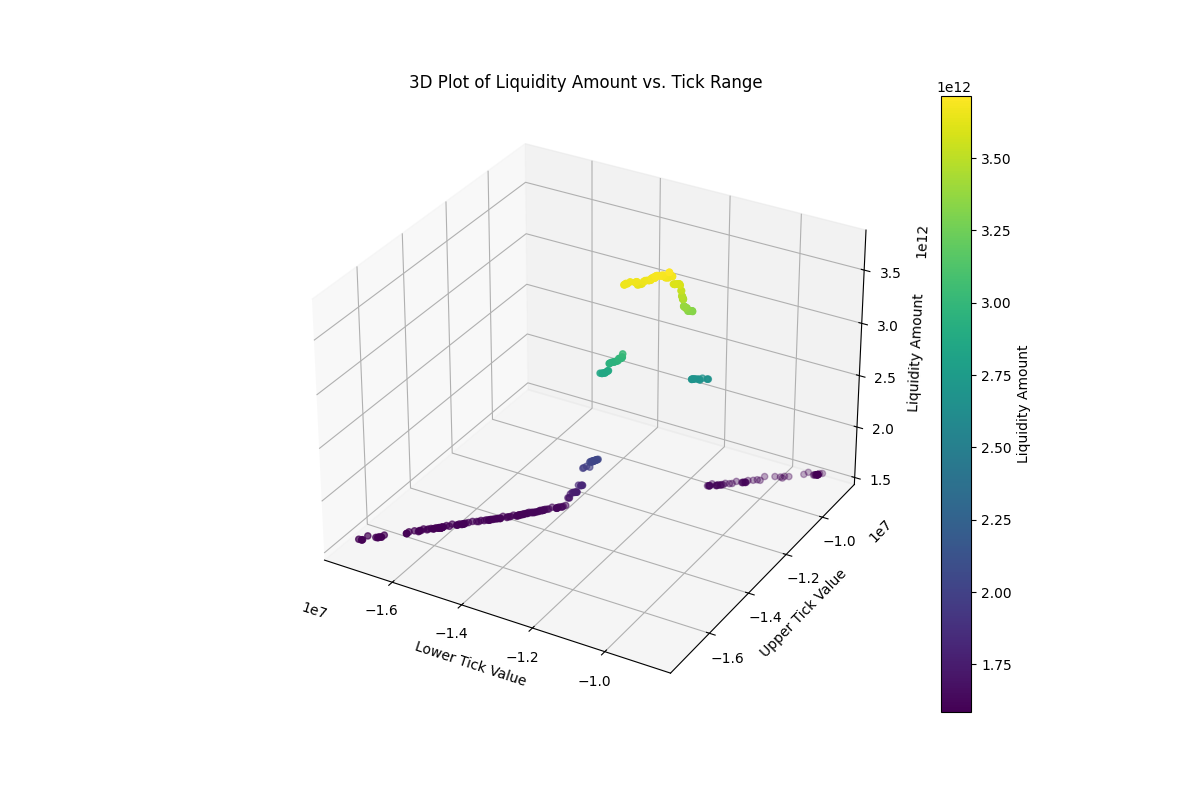 3D Plot of Liquidity Amount vs. Tick Range
1e12
3.50
3.25
3.00
2.75
2.50
2.25
2.00
1.75
Liquidity Amount
1e12
3.5
3.0
2.5
2.0
1.5
Liquidity Amount
1e7
−1.0
−1.2
−1.4
−1.6
Upper Tick Value
1e7
−1.6
−1.4
−1.2
−1.0
Lower Tick Value